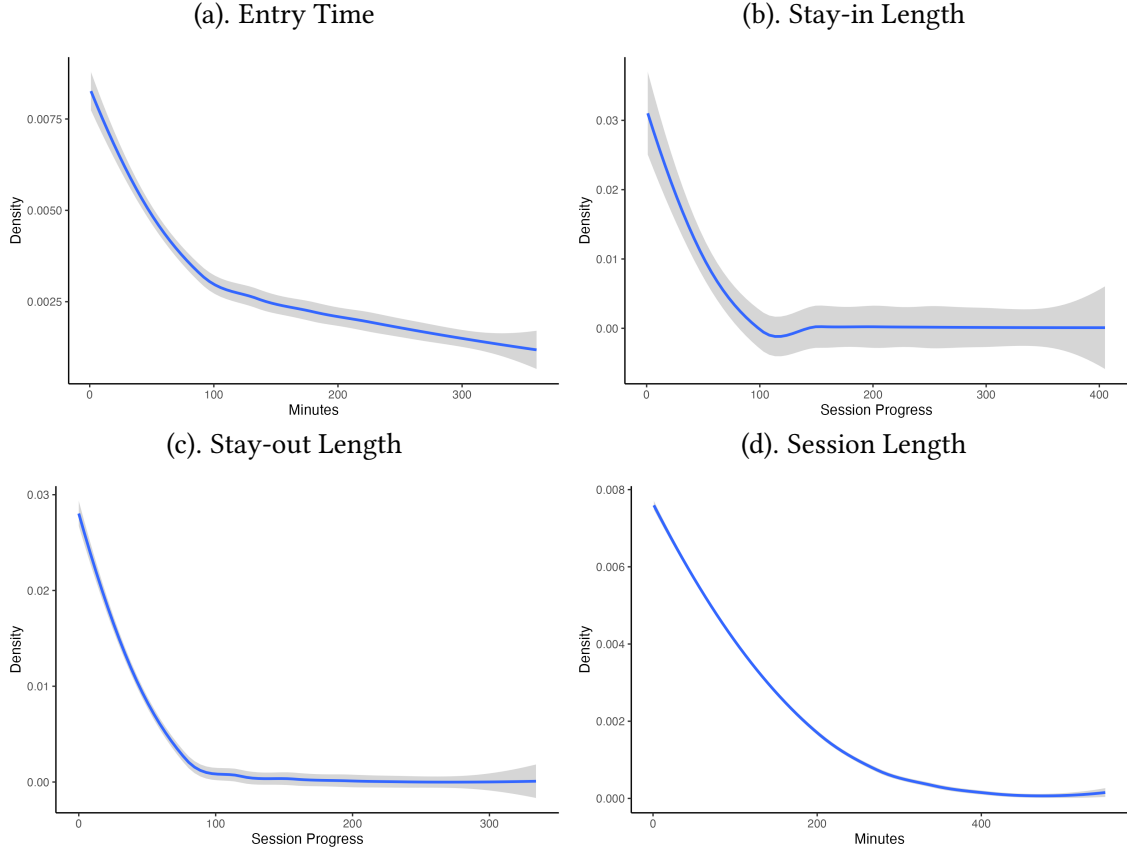 (a). Entry Time
Density
0.0075
0.0050
0.0025
0 100 200 300
Minutes
(b). Stay-in Length
Density
0.03
0.02
0.01
0.00
0 100 200 300 400
Session Progress
(c). Stay-out Length
Density
0.03
0.02
0.01
0.00
0 100 200 300
Session Progress
(d). Session Length
Density
0.008
0.006
0.004
0.002
0.000
0 200 400
Minutes